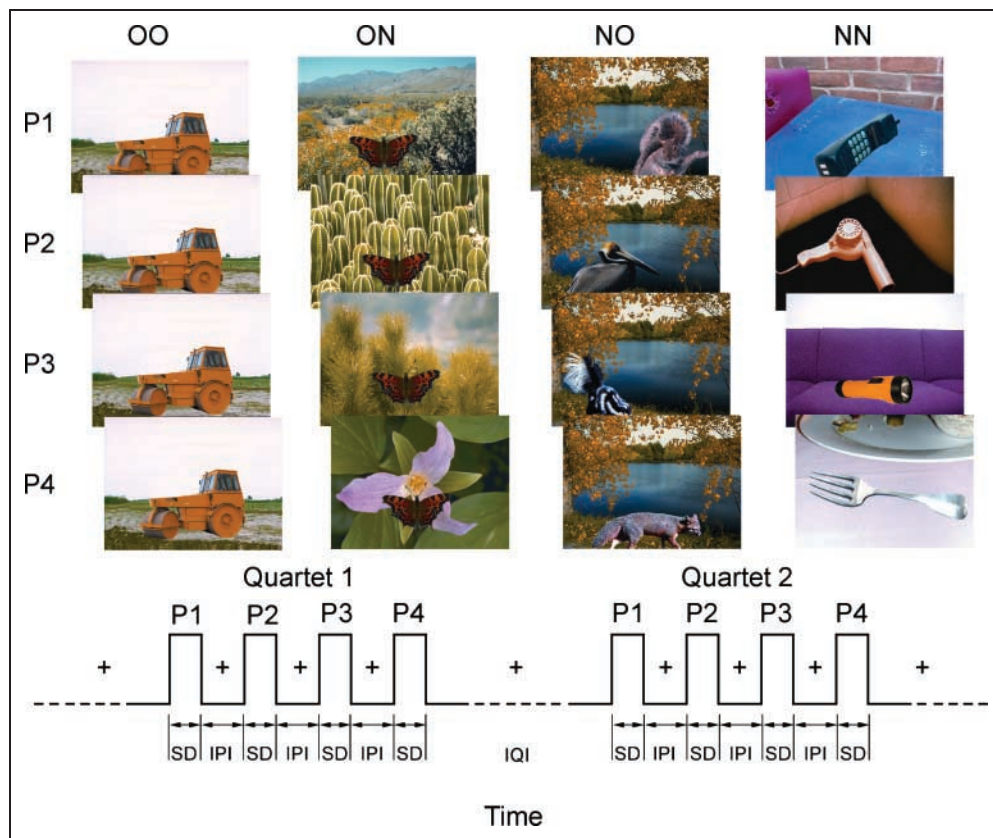 OO ON NO NN
P1
P2
P3
P4
Quartet 1 Quartet 2
P1 P2 P3 P4 P1 P2 P3 P4
+ + + + + + + + +
SD IPI SD IPI SD IPI SD IQI SD IPI SD IPI SD IPI SD
Time